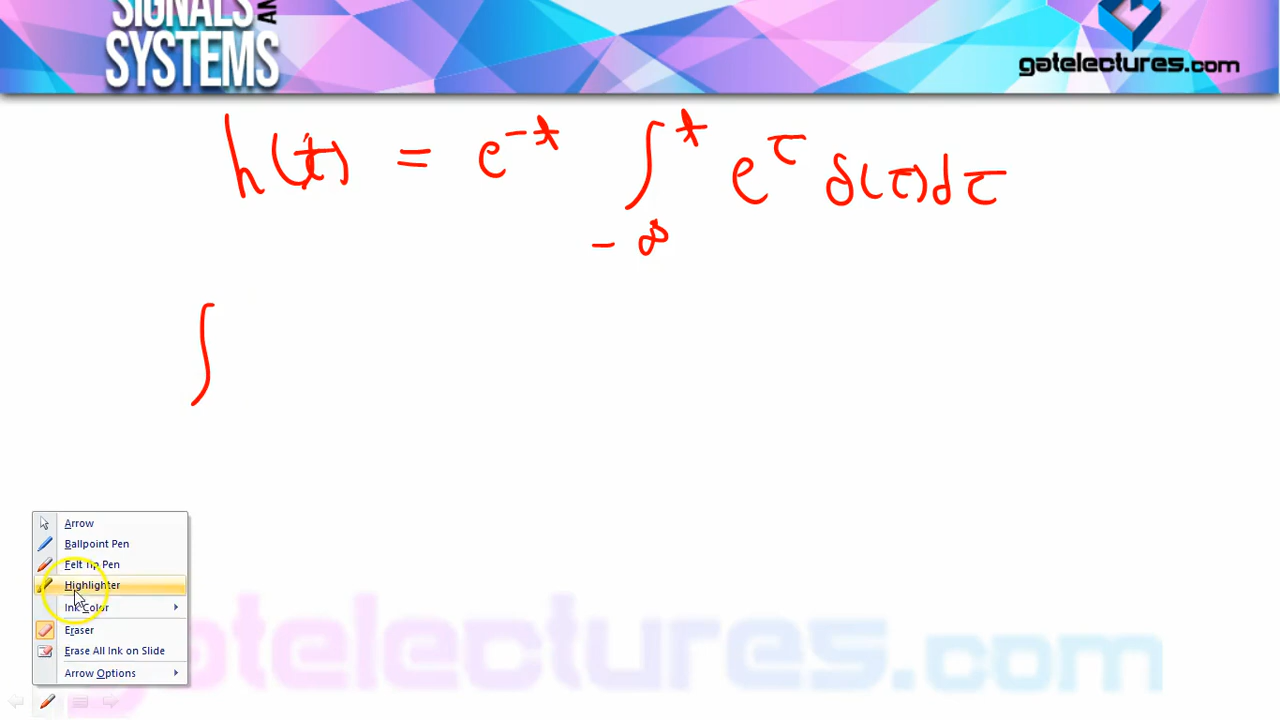 SIGNALS AND
SYSTEMS
gatelectures.com
h(t) = e^{-t} ∫_{-∞}^{t} e^{τ} δ(τ)dτ
∫
Arrow
Ballpoint Pen
Felt Tip Pen
Highlighter
Ink Color
Eraser
Erase All Ink on Slide
Arrow Options
gatelectures.com